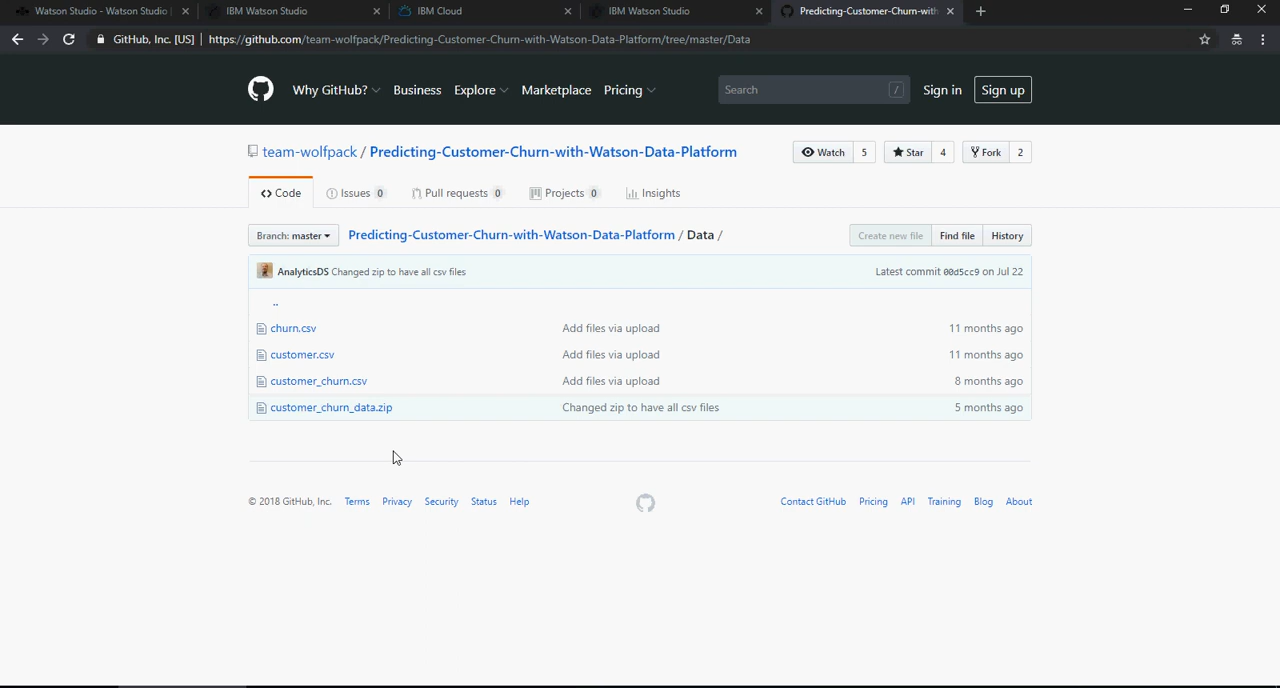 Watson Studio - Watson Studio
IBM Watson Studio
IBM Cloud
IBM Watson Studio
Predicting-Customer-Churn-with
GitHub, Inc. [US] | https://github.com/team-wolfpack/Predicting-Customer-Churn-with-Watson-Data-Platform/tree/master/Data
Why GitHub? Business Explore Marketplace Pricing Search / Sign in Sign up
team-wolfpack / Predicting-Customer-Churn-with-Watson-Data-Platform Watch 5 Star 4 Fork 2
<> Code Issues 0 Pull requests 0 Projects 0 Insights
Branch: master Predicting-Customer-Churn-with-Watson-Data-Platform / Data / Create new file Find file History
AnalyticsDS Changed zip to have all csv files Latest commit 00d5cc9 on Jul 22
..
churn.csv Add files via upload 11 months ago
customer.csv Add files via upload 11 months ago
customer_churn.csv Add files via upload 8 months ago
customer_churn_data.zip Changed zip to have all csv files 5 months ago
© 2018 GitHub, Inc. Terms Privacy Security Status Help Contact GitHub Pricing API Training Blog About